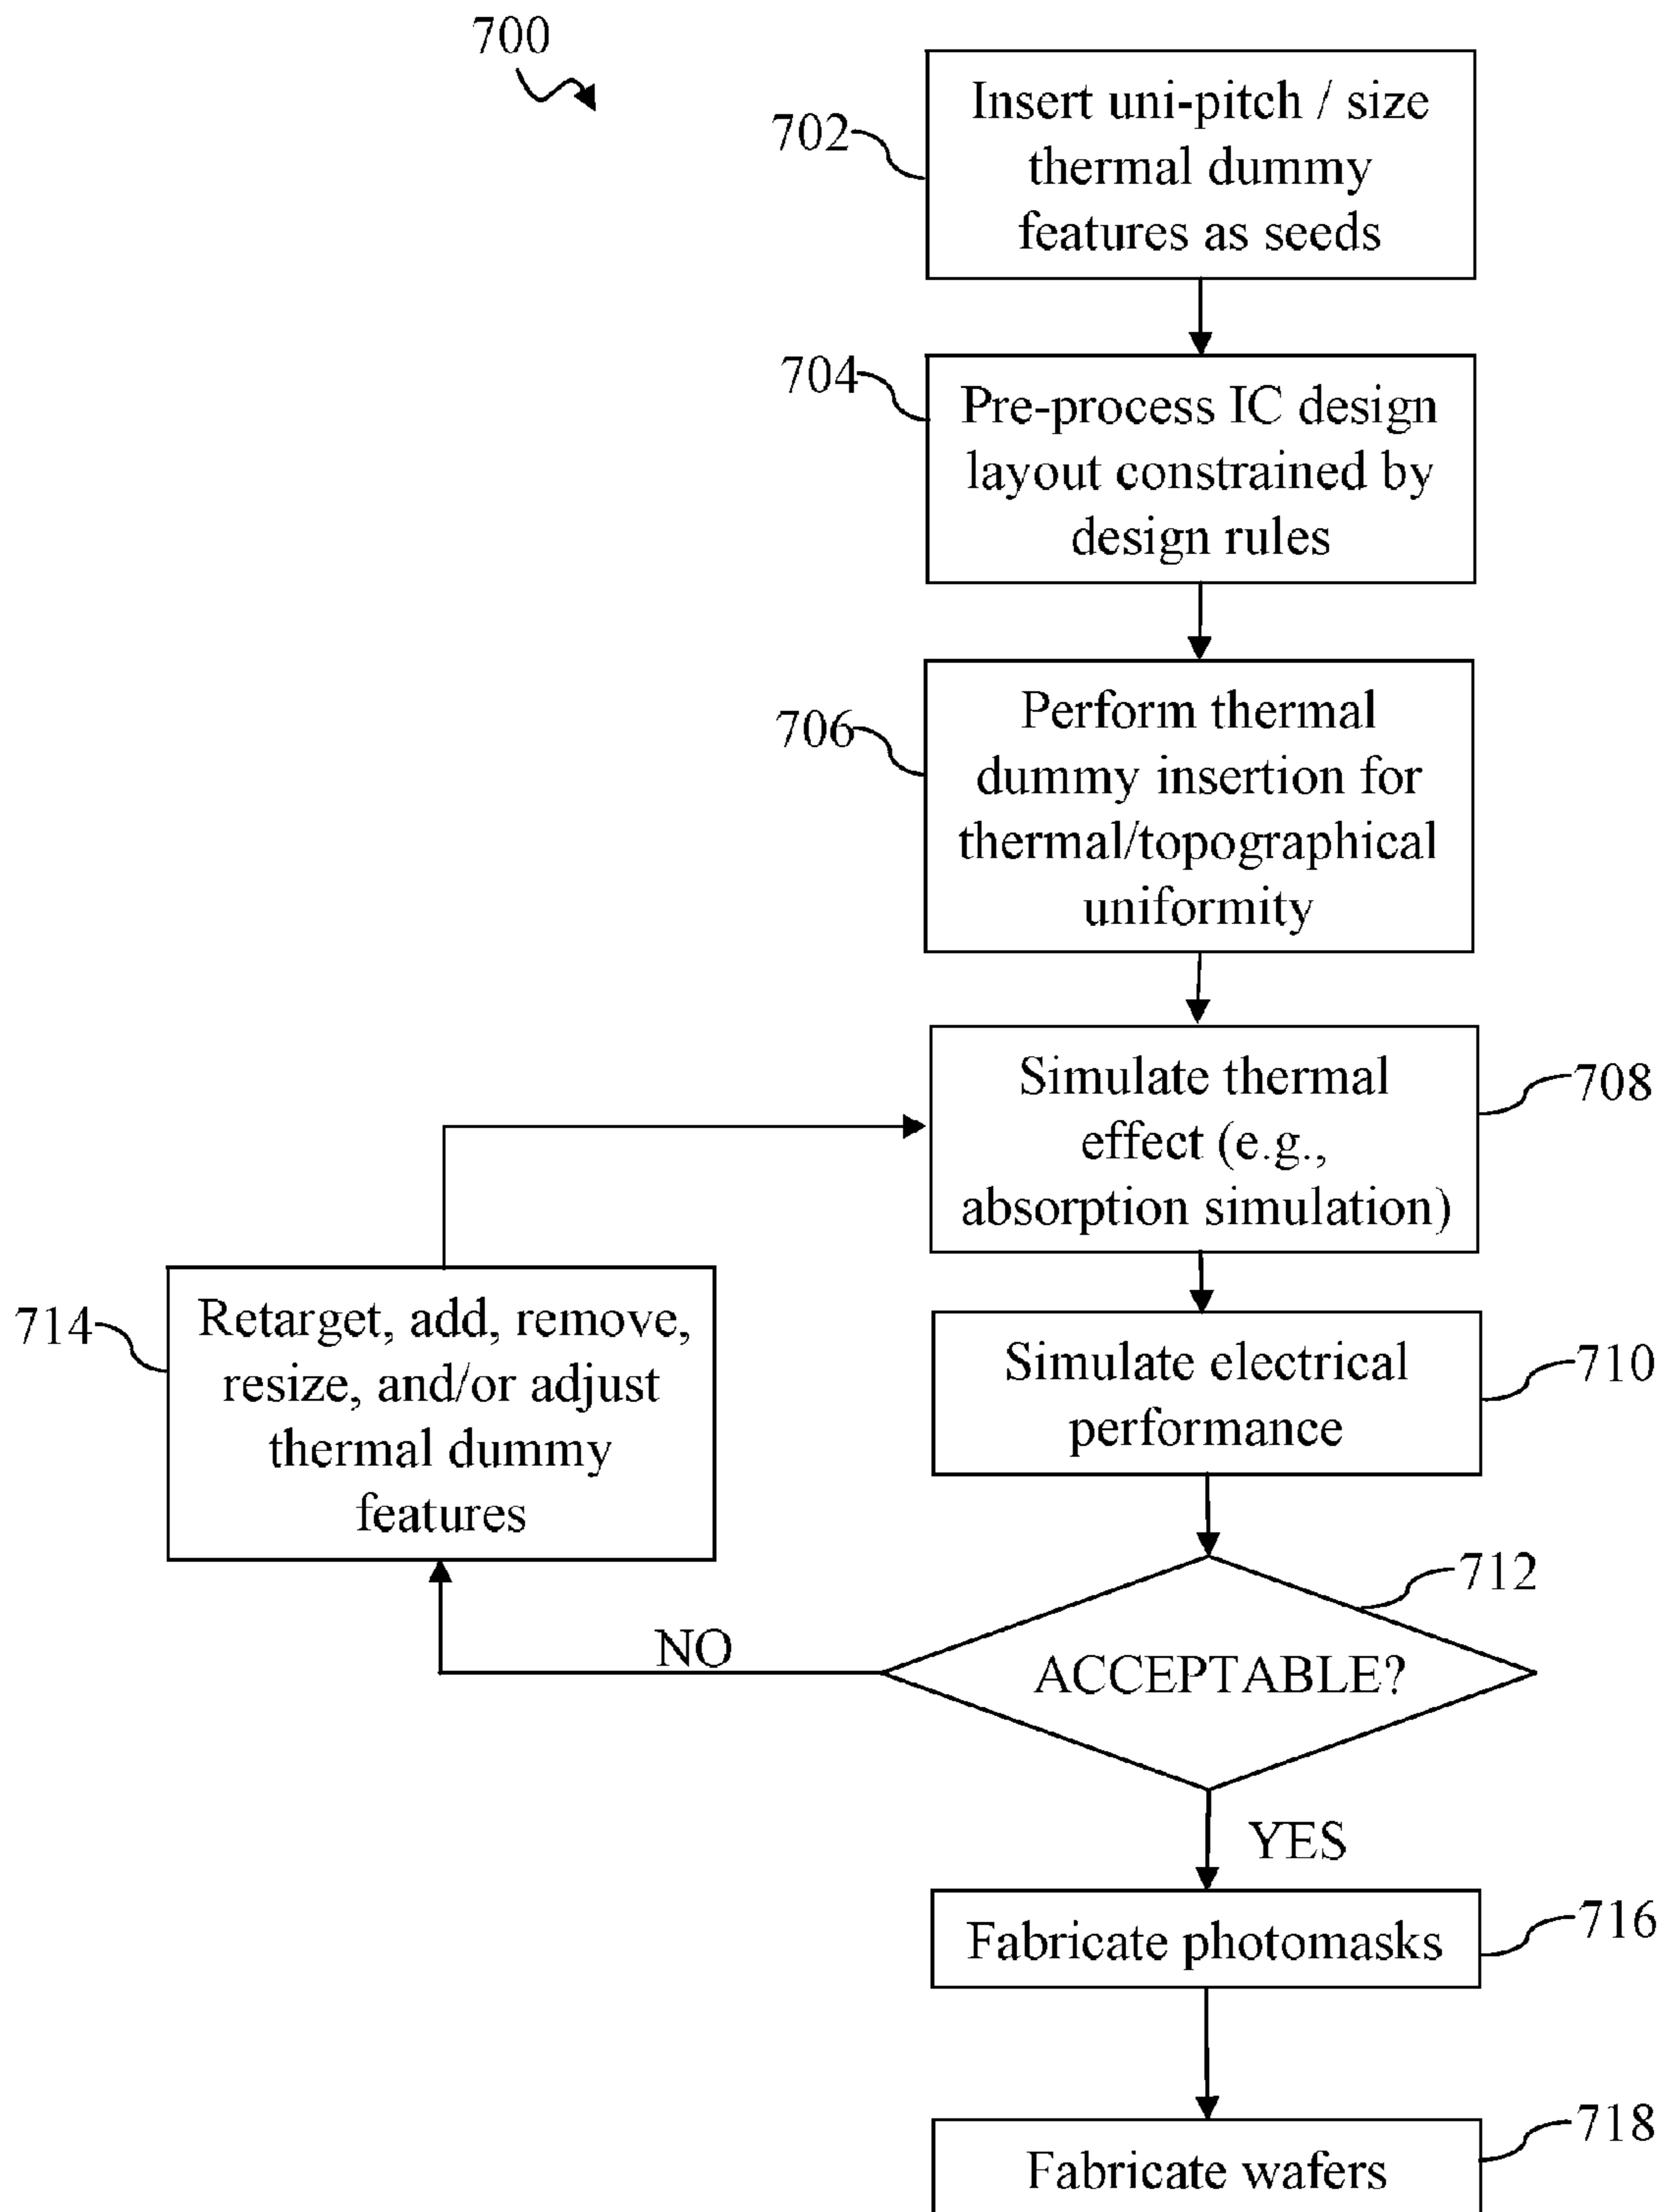 700
702
Insert uni-pitch / size
thermal dummy
features as seeds
704
Pre-process IC design
layout constrained by
design rules
706
Perform thermal
dummy insertion for
thermal/topographical
uniformity
708
Simulate thermal
effect (e.g.,
absorption simulation)
714
Retarget, add, remove,
resize, and/or adjust
thermal dummy
features
710
Simulate electrical
performance
712
ACCEPTABLE?
NO
YES
716
Fabricate photomasks
718
Fabricate wafers